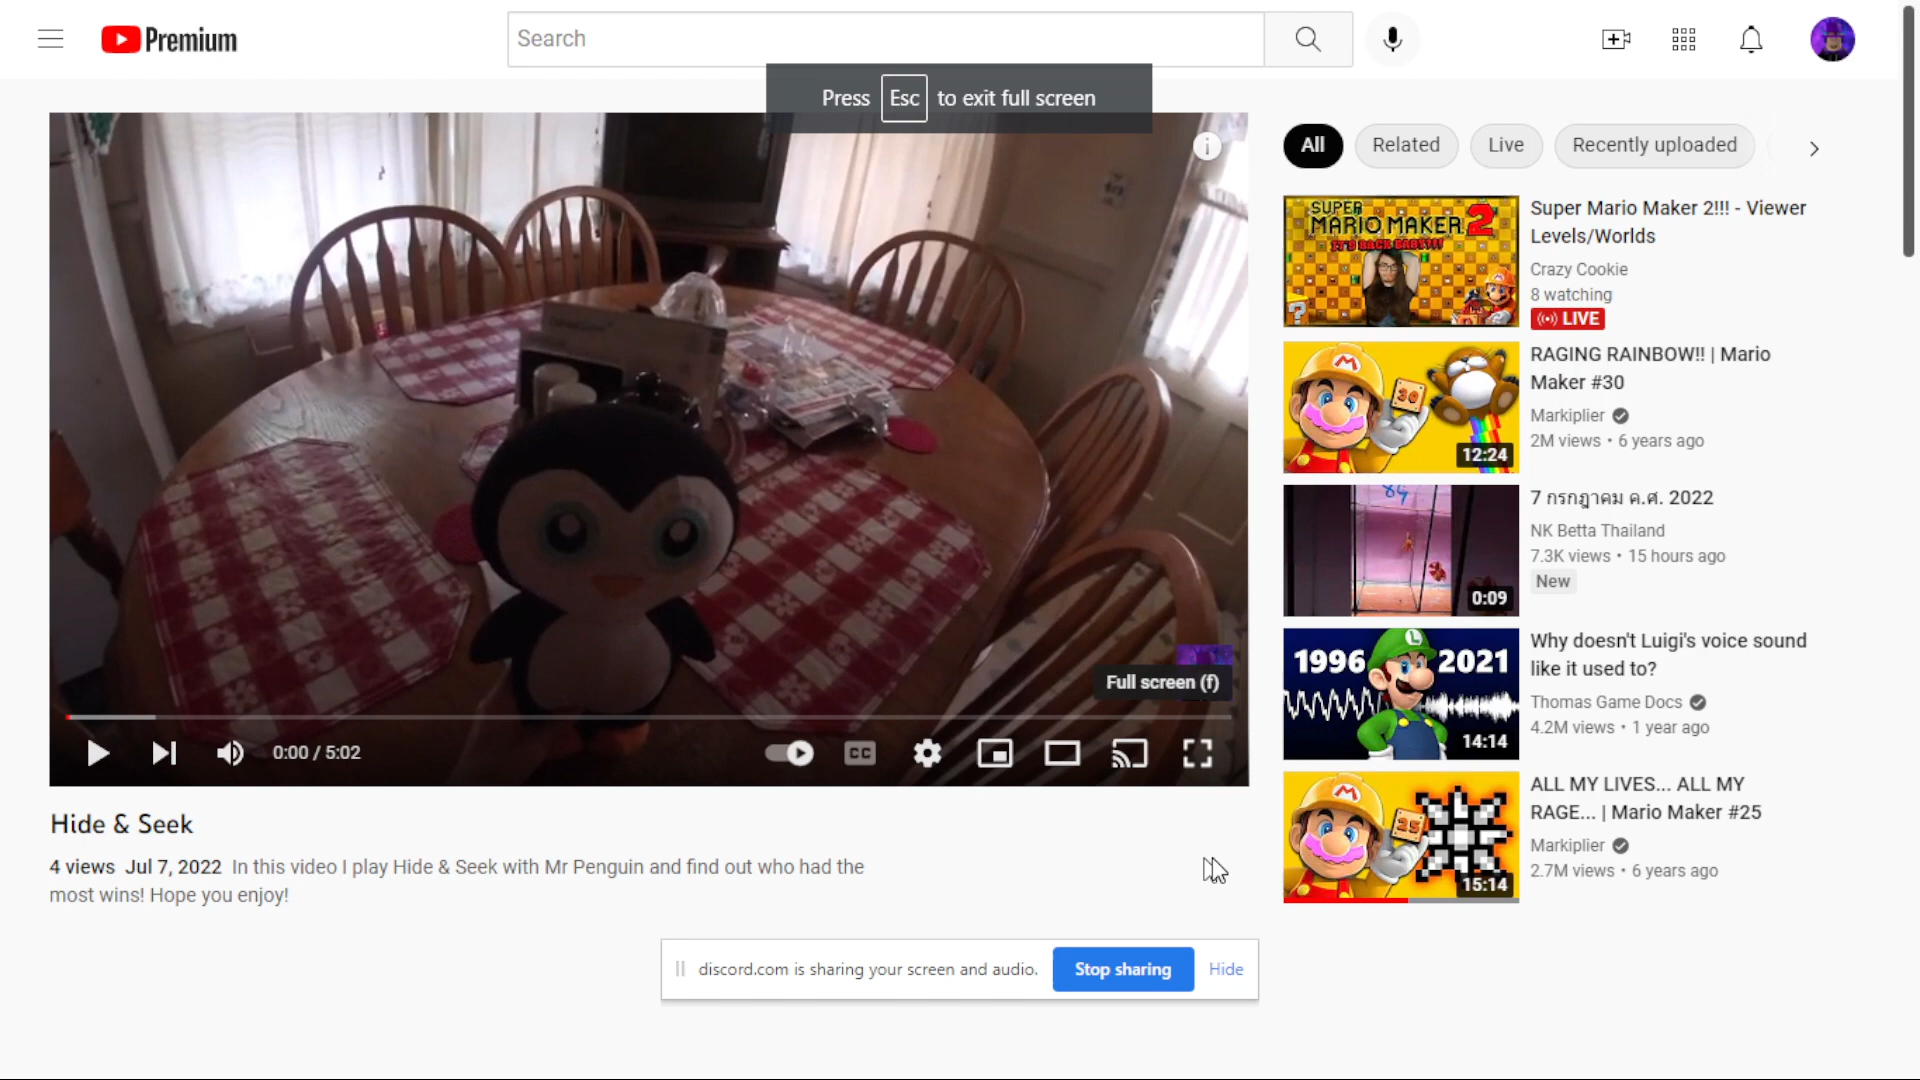 Premium
Search
Press Esc to exit full screen
All
Related
Live
Recently uploaded
SUPER
MARIO MAKER 2
IT'S BACK BABY!!!
Super Mario Maker 2!!! - Viewer
Levels/Worlds
Crazy Cookie
8 watching
LIVE
30
12:24
RAGING RAINBOW!! | Mario
Maker #30
Markiplier
2M views • 6 years ago
89
0:09
7 กรกฎาคม ค.ศ. 2022
NK Betta Thailand
7.3K views • 15 hours ago
New
1996
2021
14:14
Why doesn't Luigi's voice sound
like it used to?
Thomas Game Docs
4.2M views • 1 year ago
25
15:14
ALL MY LIVES... ALL MY
RAGE... | Mario Maker #25
Markiplier
2.7M views • 6 years ago
Full screen (f)
0:00 / 5:02
CC
Hide & Seek
4 views Jul 7, 2022 In this video I play Hide & Seek with Mr Penguin and find out who had the
most wins! Hope you enjoy!
discord.com is sharing your screen and audio.
Stop sharing
Hide